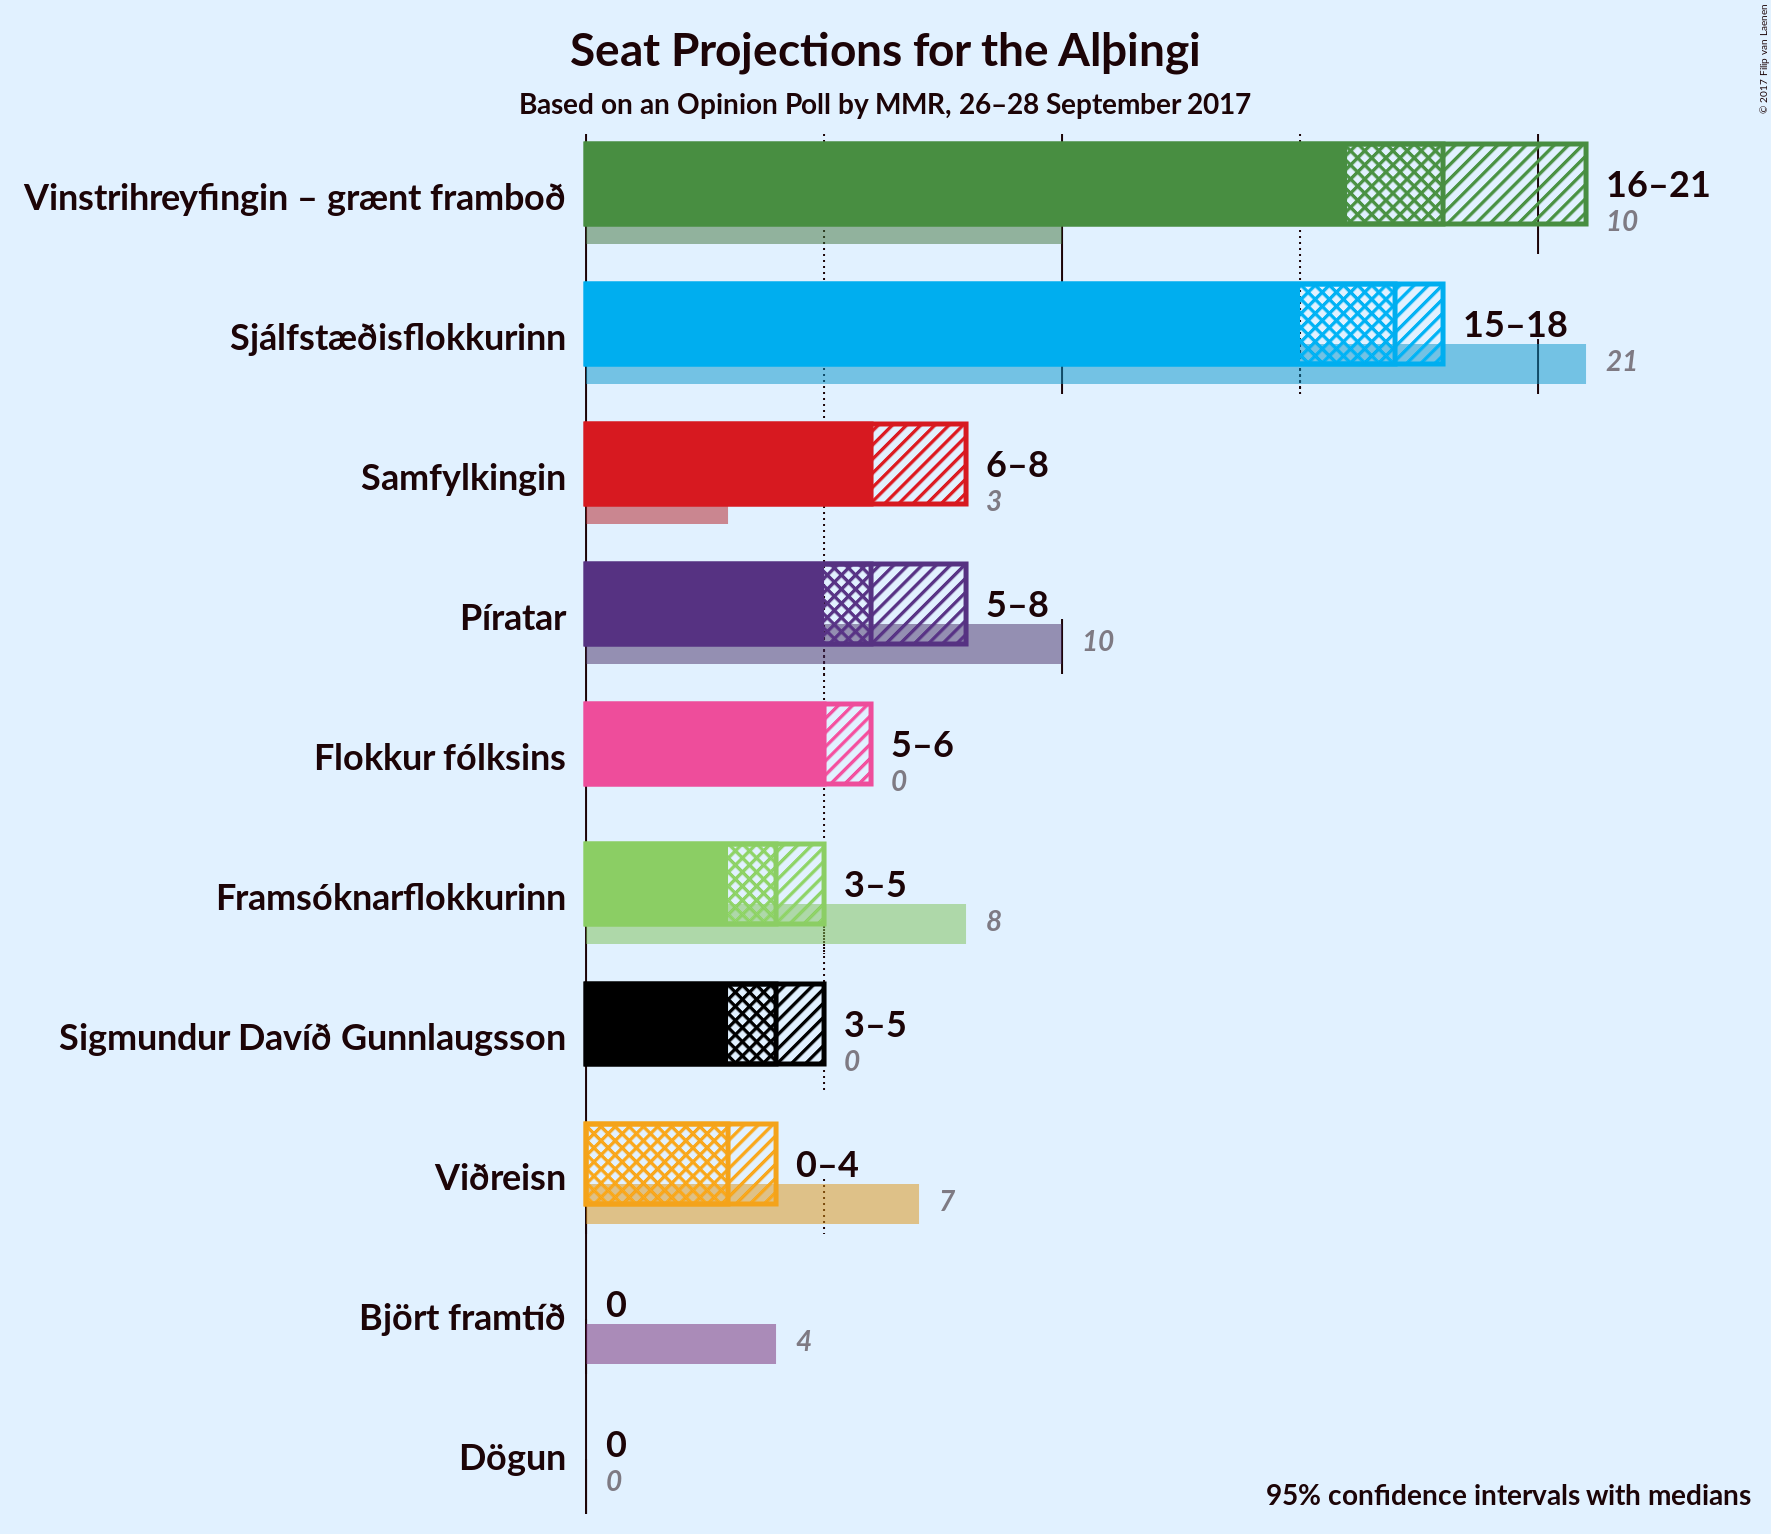 Seat Projections for the Alþingi
Based on an Opinion Poll by MMR, 26–28 September 2017
© 2017 Filip van Laenen
Vinstrihreyfingin – grænt framboð
16–21
10
Sjálfstæðisflokkurinn
15–18
21
Samfylkingin
6–8
3
Píratar
5–8
10
Flokkur fólksins
5–6
0
Framsóknarflokkurinn
3–5
8
Sigmundur Davíð Gunnlaugsson
3–5
0
Viðreisn
0–4
7
Björt framtíð
0
4
Dögun
0
0
95% confidence intervals with medians